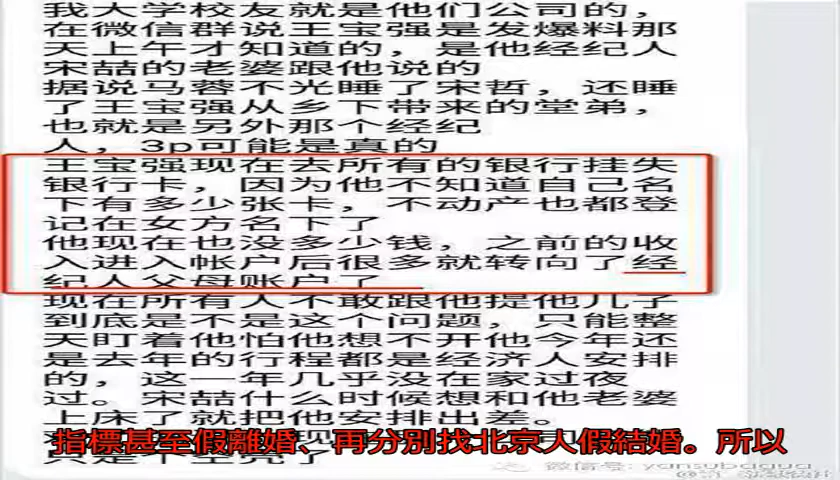 我大学校友就是他们公司的，
在微信群说王宝强是发爆料那
天上午才知道的，是他经纪人
宋喆的老婆跟他说的
据说马蓉不光睡了宋哲，还睡
了王宝强从乡下带来的堂弟，
也就是另外那个经纪
人，3p可能是真的
王宝强现在去所有的银行挂失
银行卡，因为他不知道自己名
下有多少张卡，不动产也都登
记在女方名下了
他现在也没多少钱，之前的收
入进入帐户后很多就转向了经
纪人父母账户了
现在所有人不敢跟他提他儿子
到底是不是这个问题，只能整
天盯着他怕他想不开他今年还
是去年的行程都是经济人安排
的，这一年几乎没在家过夜
过。宋喆什么时候想和他老婆
上床了就把他安排出差。
指標甚至假離婚、再分別找北京人假結婚。所以
只是个空壳了
微信号: yansubagua